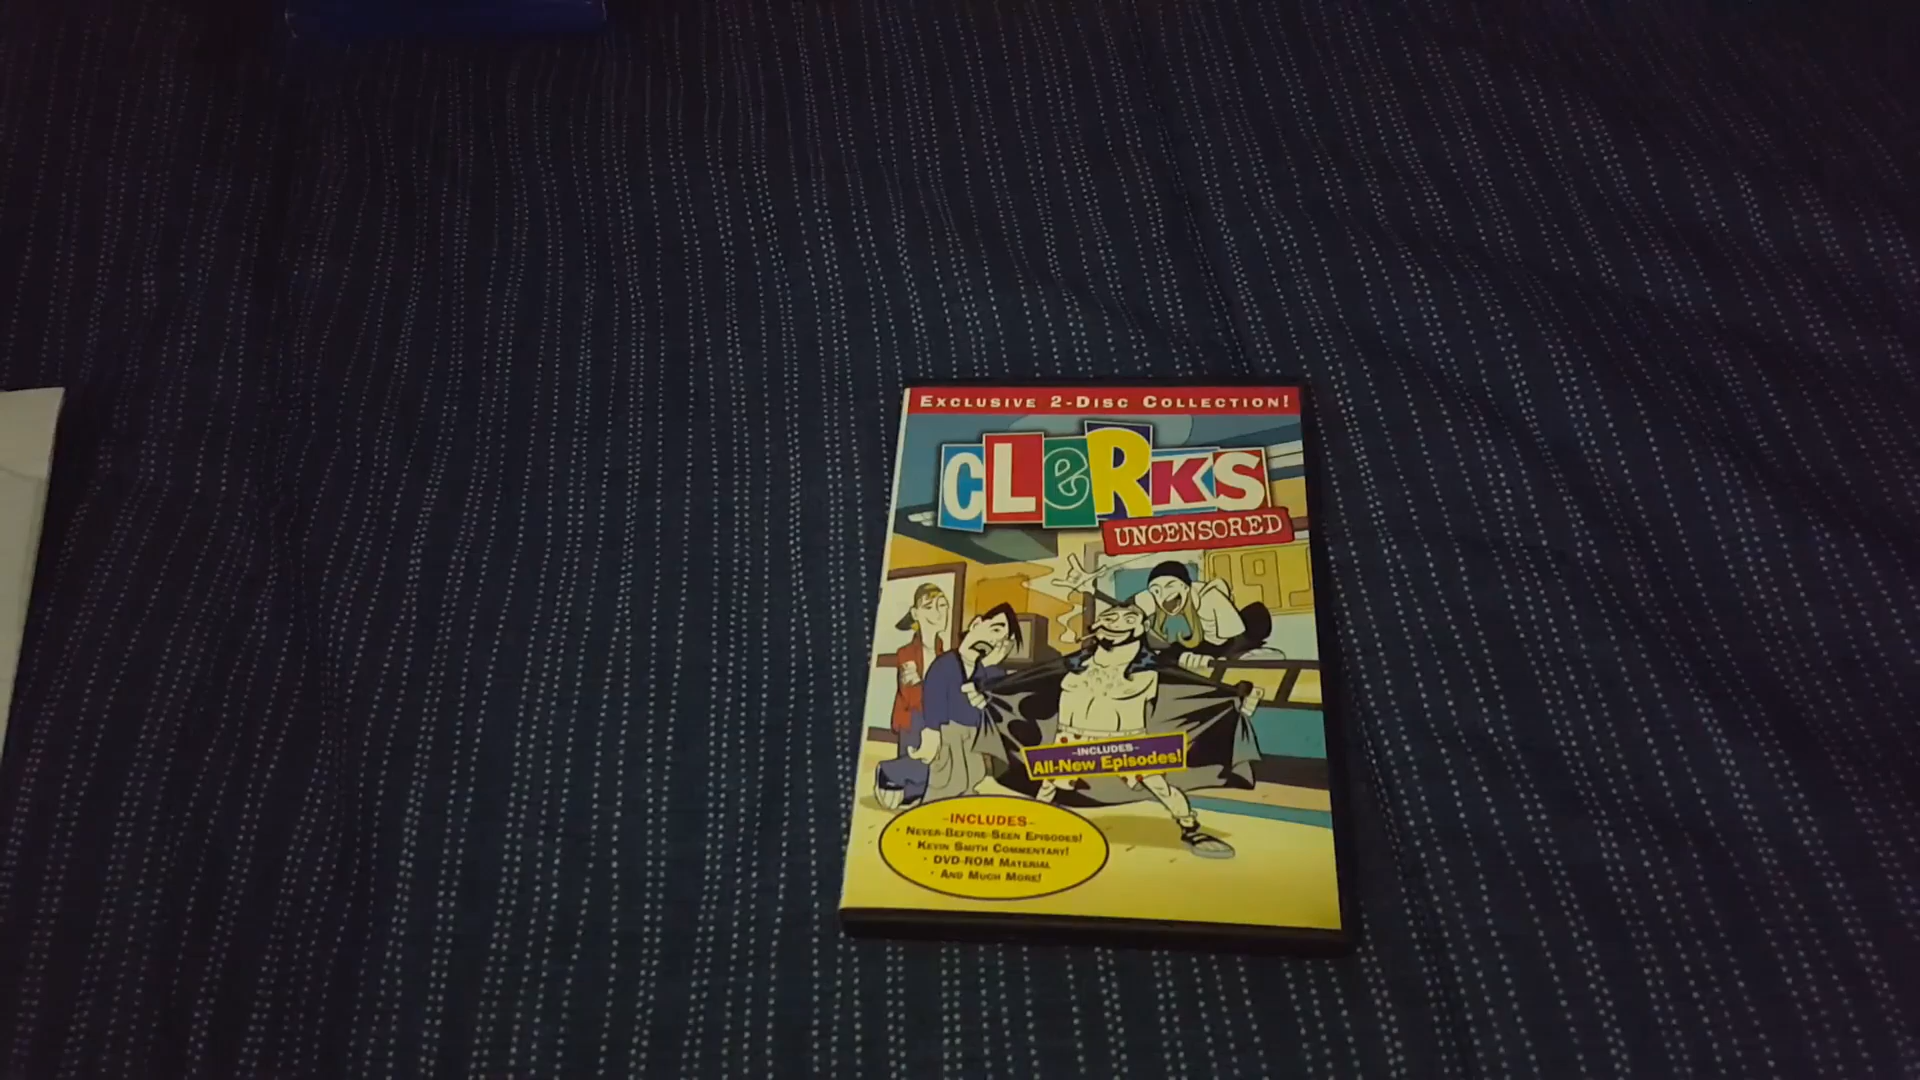 EXCLUSIVE 2-DISC COLLECTION!
CLeRKS
UNCENSORED
-INCLUDES-
All-New Episodes!
-INCLUDES-
· NEVER-BEFORE-SEEN EPISODES!
· KEVIN SMITH COMMENTARY!
· DVD-ROM MATERIAL
· AND MUCH MORE!